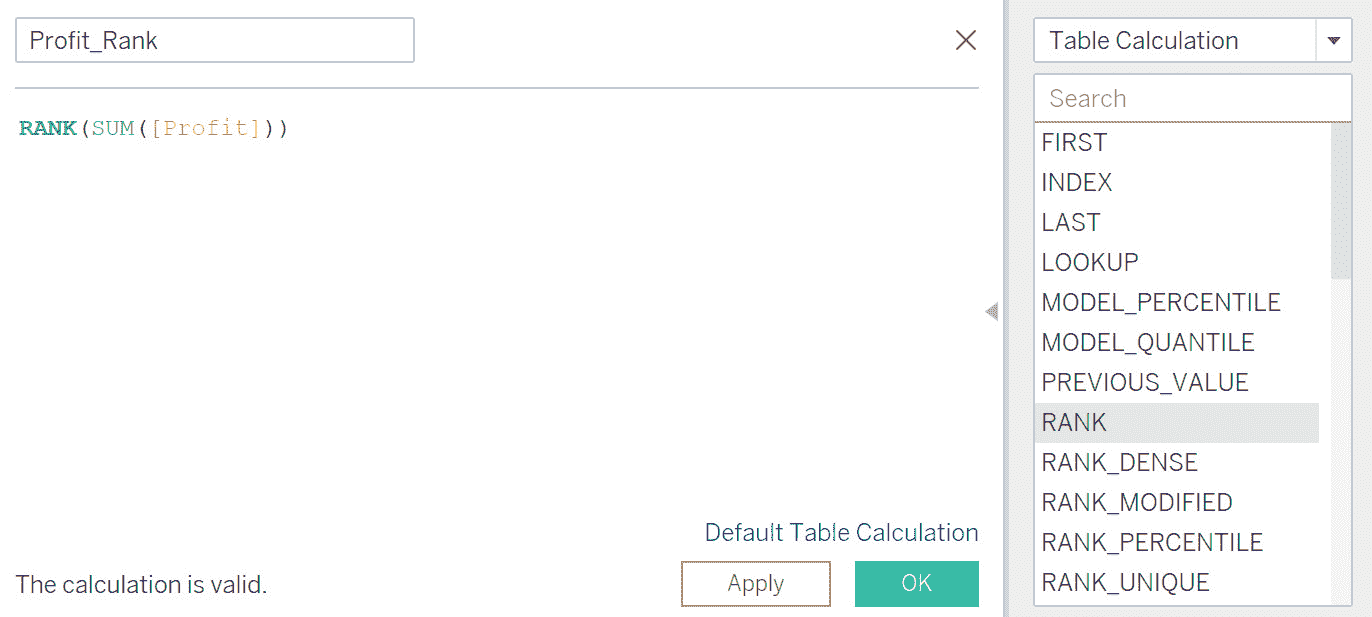 Profit_Rank
RANK(SUM([Profit]))
Default Table Calculation
The calculation is valid.
Apply
OK
Table Calculation
Search
FIRST
INDEX
LAST
LOOKUP
MODEL_PERCENTILE
MODEL_QUANTILE
PREVIOUS_VALUE
RANK
RANK_DENSE
RANK_MODIFIED
RANK_PERCENTILE
RANK_UNIQUE